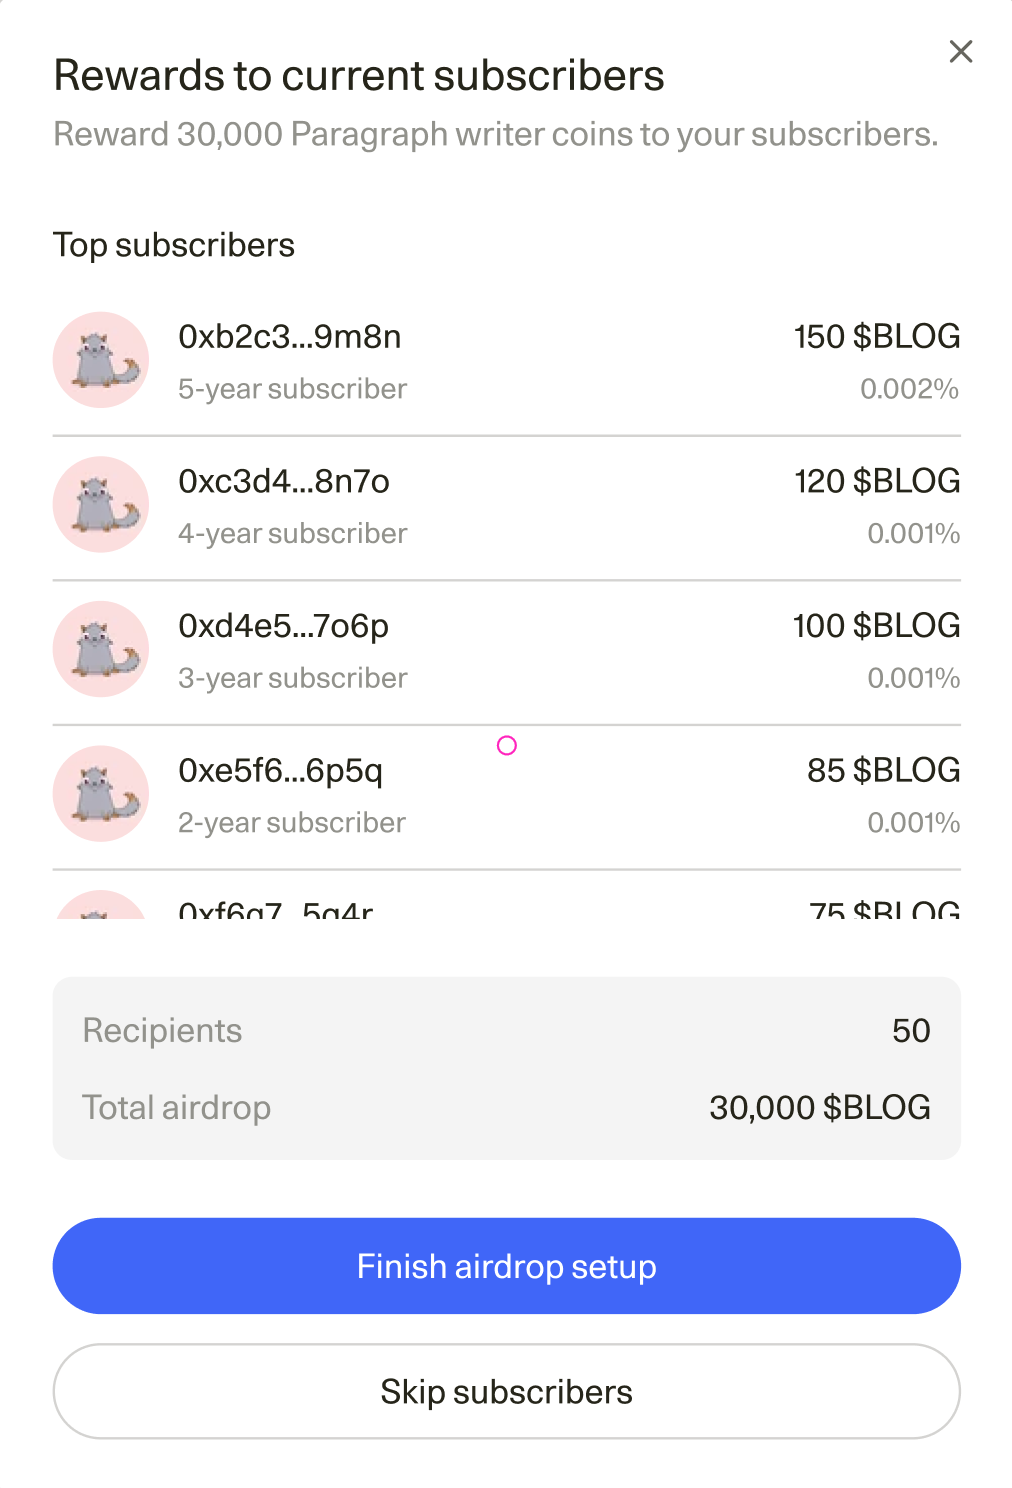 Rewards to current subscribers
Reward 30,000 Paragraph writer coins to your subscribers.
Top subscribers
0xb2c3...9m8n
150 $BLOG
5-year subscriber
0.002%
0xc3d4...8n7o
120 $BLOG
4-year subscriber
0.001%
0xd4e5...7o6p
100 $BLOG
3-year subscriber
0.001%
0xe5f6...6p5q
85 $BLOG
2-year subscriber
0.001%
75 $BLOG
Recipients
50
Total airdrop
30,000 $BLOG
Finish airdrop setup
Skip subscribers